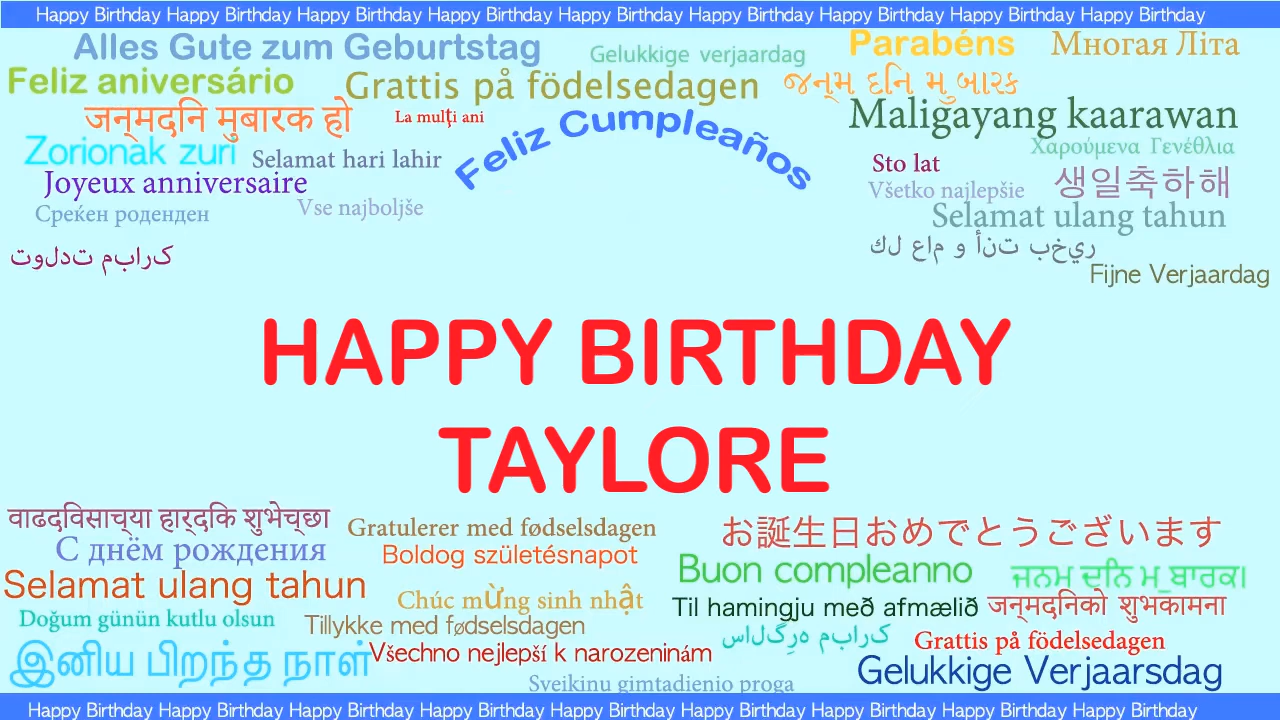 Happy Birthday Happy Birthday Happy Birthday Happy Birthday Happy Birthday Happy Birthday Happy Birthday Happy Birthday Happy Birthday
Alles Gute zum Geburtstag
Gelukkige verjaardag
Parabéns
Многая Літа
Feliz aniversário
Grattis på födelsedagen
જન્મ દનિ મુ બારક
जन्मदनि मुबारक हो
La mulţi ani
Feliz Cumpleaños
Maligayang kaarawan
Zorionak zuri
Selamat hari lahir
Χαρούμενα Γενέθλια
Sto lat
Joyeux anniversaire
Všetko najlepšie
생일축하해
Среќен роденден
Vse najboljše
Selamat ulang tahun
تولدت مبارک
كل عام و أنت بخير
Fijne Verjaardag
HAPPY BIRTHDAY
TAYLORE
वाढदविसाच्या हार्दकि शुभेच्छा
Gratulerer med fødselsdagen
お誕生日おめでとうございます
С днём рождения
Boldog születésnapot
Buon compleanno
ਜਨਮ ਦਨਿ ਮੁ ਬਾਰਕ।
Selamat ulang tahun
Chúc mừng sinh nhật
Til hamingju með afmælið
जन्मदनिको शुभकामना
Doğum günün kutlu olsun
Tillykke med fødselsdagen
سالگِرہ مبارک
Grattis på födelsedagen
இனிய பிறந்த நாள்
Všechno nejlepší k narozeninám
Gelukkige Verjaarsdag
Sveikinu gimtadienio proga
Happy Birthday Happy Birthday Happy Birthday Happy Birthday Happy Birthday Happy Birthday Happy Birthday Happy Birthday Happy Birthday